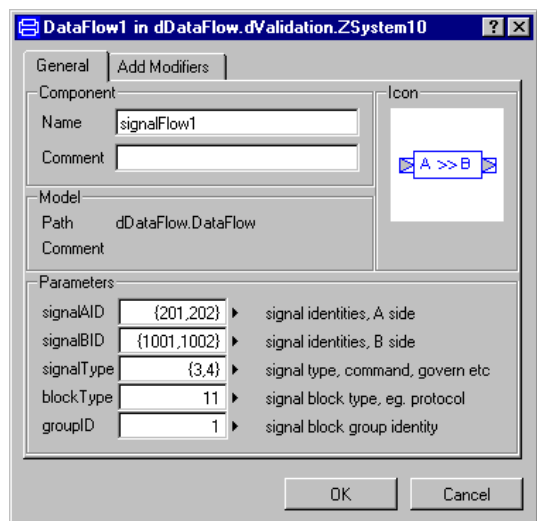 DataFlow1 in dDataFlow.dValidation.ZSystem10
General Add Modifiers
Component Icon
Name signalFlow1
Comment
A >> B
Model
Path dDataFlow.DataFlow
Comment
Parameters
signalAID {201,202} signal identities, A side
signalBID {1001,1002} signal identities, B side
signalType {3,4} signal type, command, govern etc
blockType 11 signal block type, eg. protocol
groupID 1 signal block group identity
OK Cancel